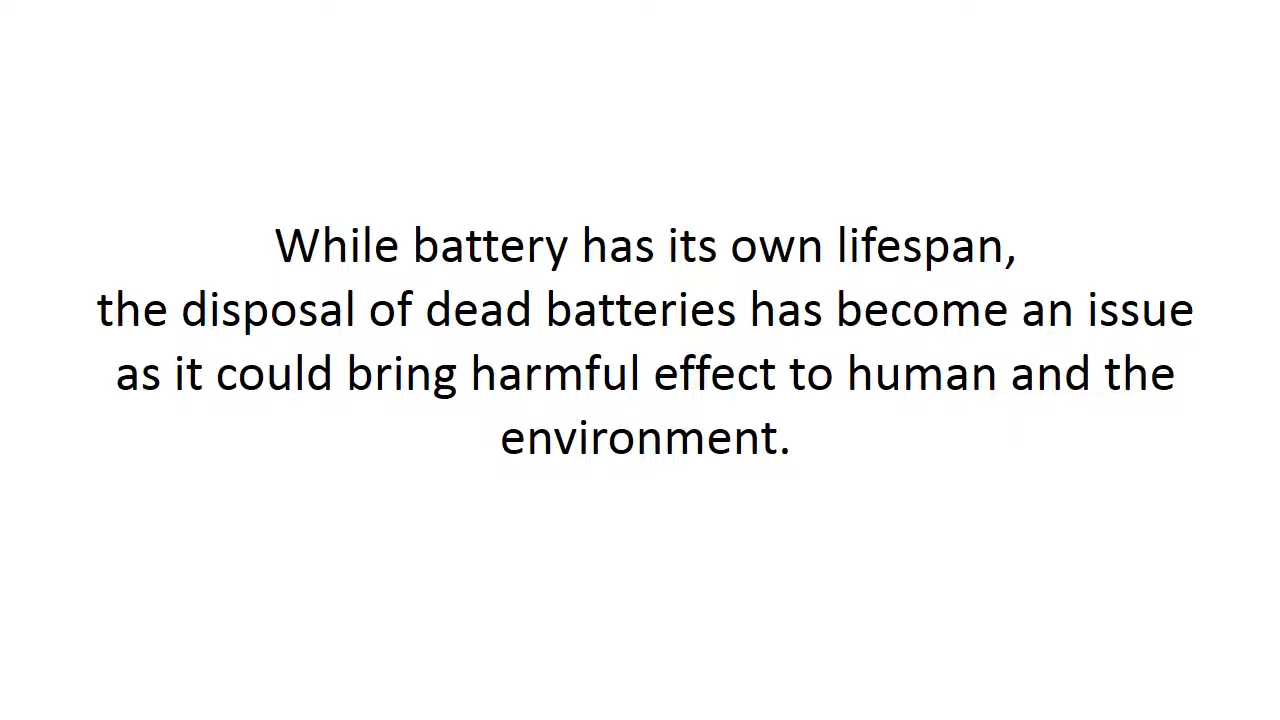 While battery has its own lifespan,
the disposal of dead batteries has become an issue
as it could bring harmful effect to human and the
environment.